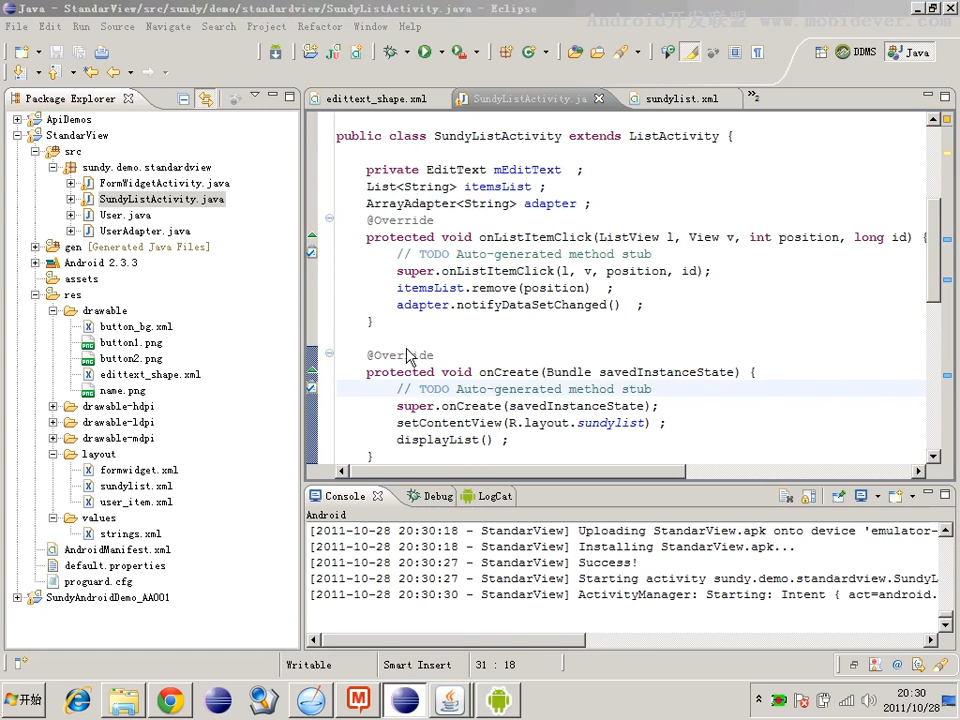 Java - StandarView/src/sundy/demo/standardview/SundyListActivity.java - Eclipse
Android开发联盟 www.mobidever.com
File Edit Run Source Navigate Search Project Refactor Window Help
DDMS Java
Package Explorer
edittext_shape.xml SundyListActivity.ja sundylist.xml »2
ApiDemos
StandarView
src
sundy.demo.standardview
FormWidgetActivity.java
SundyListActivity.java
User.java
UserAdapter.java
gen [Generated Java Files]
Android 2.3.3
assets
res
drawable
button_bg.xml
button1.png
button2.png
edittext_shape.xml
name.png
drawable-hdpi
drawable-ldpi
drawable-mdpi
layout
formwidget.xml
sundylist.xml
user_item.xml
values
strings.xml
AndroidManifest.xml
default.properties
proguard.cfg
SundyAndroidDemo_AA001
public class SundyListActivity extends ListActivity {
private EditText mEditText ;
List<String> itemsList ;
ArrayAdapter<String> adapter ;
@Override
protected void onListItemClick(ListView l, View v, int position, long id) {
// TODO Auto-generated method stub
super.onListItemClick(l, v, position, id);
itemsList.remove(position) ;
adapter.notifyDataSetChanged() ;
}
@Override
protected void onCreate(Bundle savedInstanceState) {
// TODO Auto-generated method stub
super.onCreate(savedInstanceState);
setContentView(R.layout.sundylist) ;
displayList() ;
}
Console Debug LogCat
Android
[2011-10-28 20:30:18 - StandarView] Uploading StandarView.apk onto device 'emulator-
[2011-10-28 20:30:18 - StandarView] Installing StandarView.apk...
[2011-10-28 20:30:27 - StandarView] Success!
[2011-10-28 20:30:27 - StandarView] Starting activity sundy.demo.standardview.SundyL
[2011-10-28 20:30:30 - StandarView] ActivityManager: Starting: Intent { act=android.
Writable Smart Insert 31 : 18
开始
20:30
2011/10/28